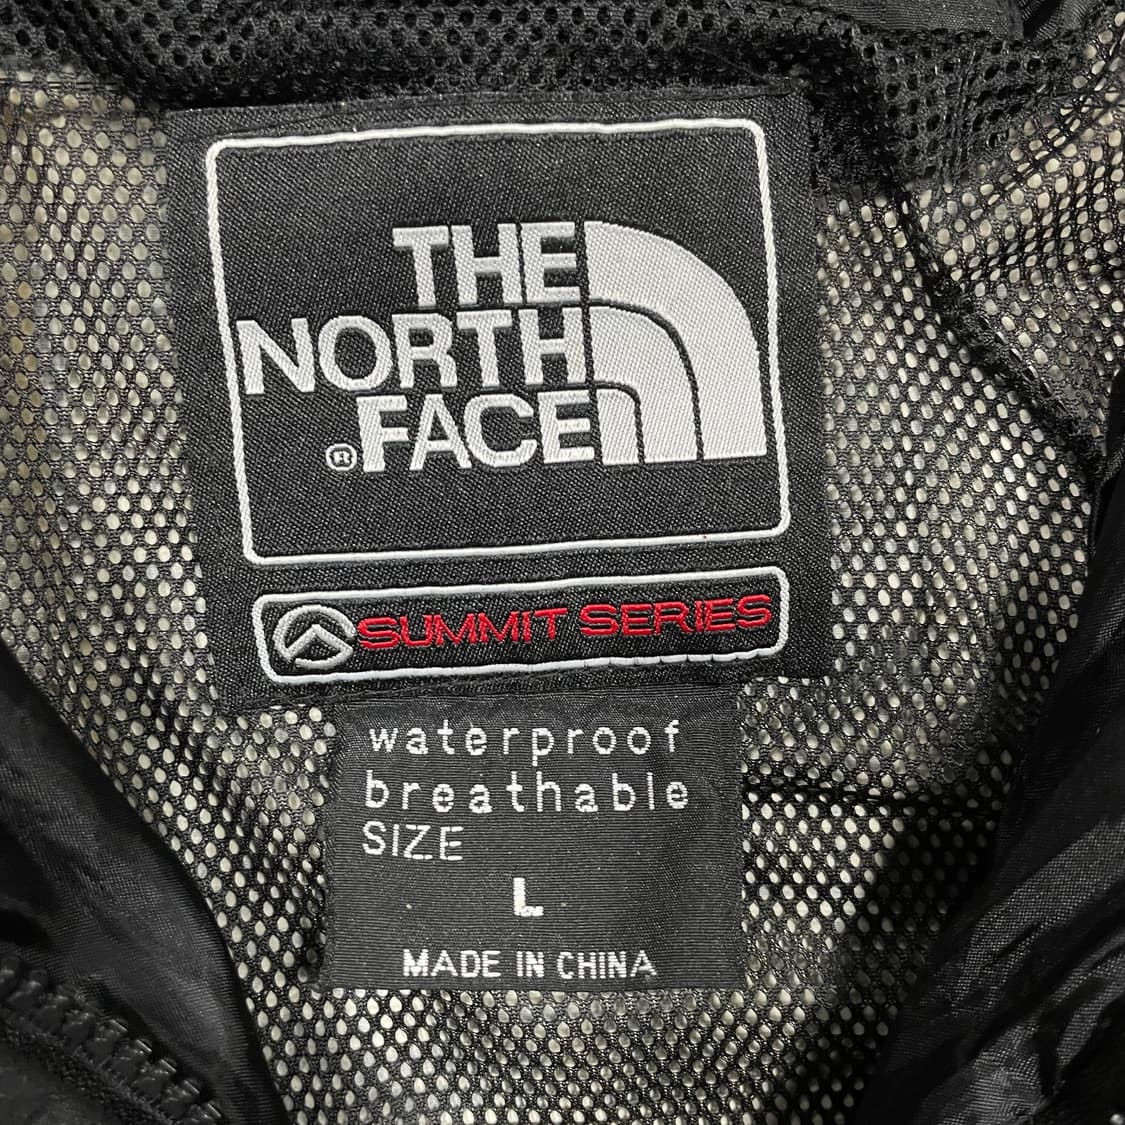 THE
NORTH
®FACE
SUMMIT SERIES
waterproof
breathable
SIZE
L
MADE IN CHINA